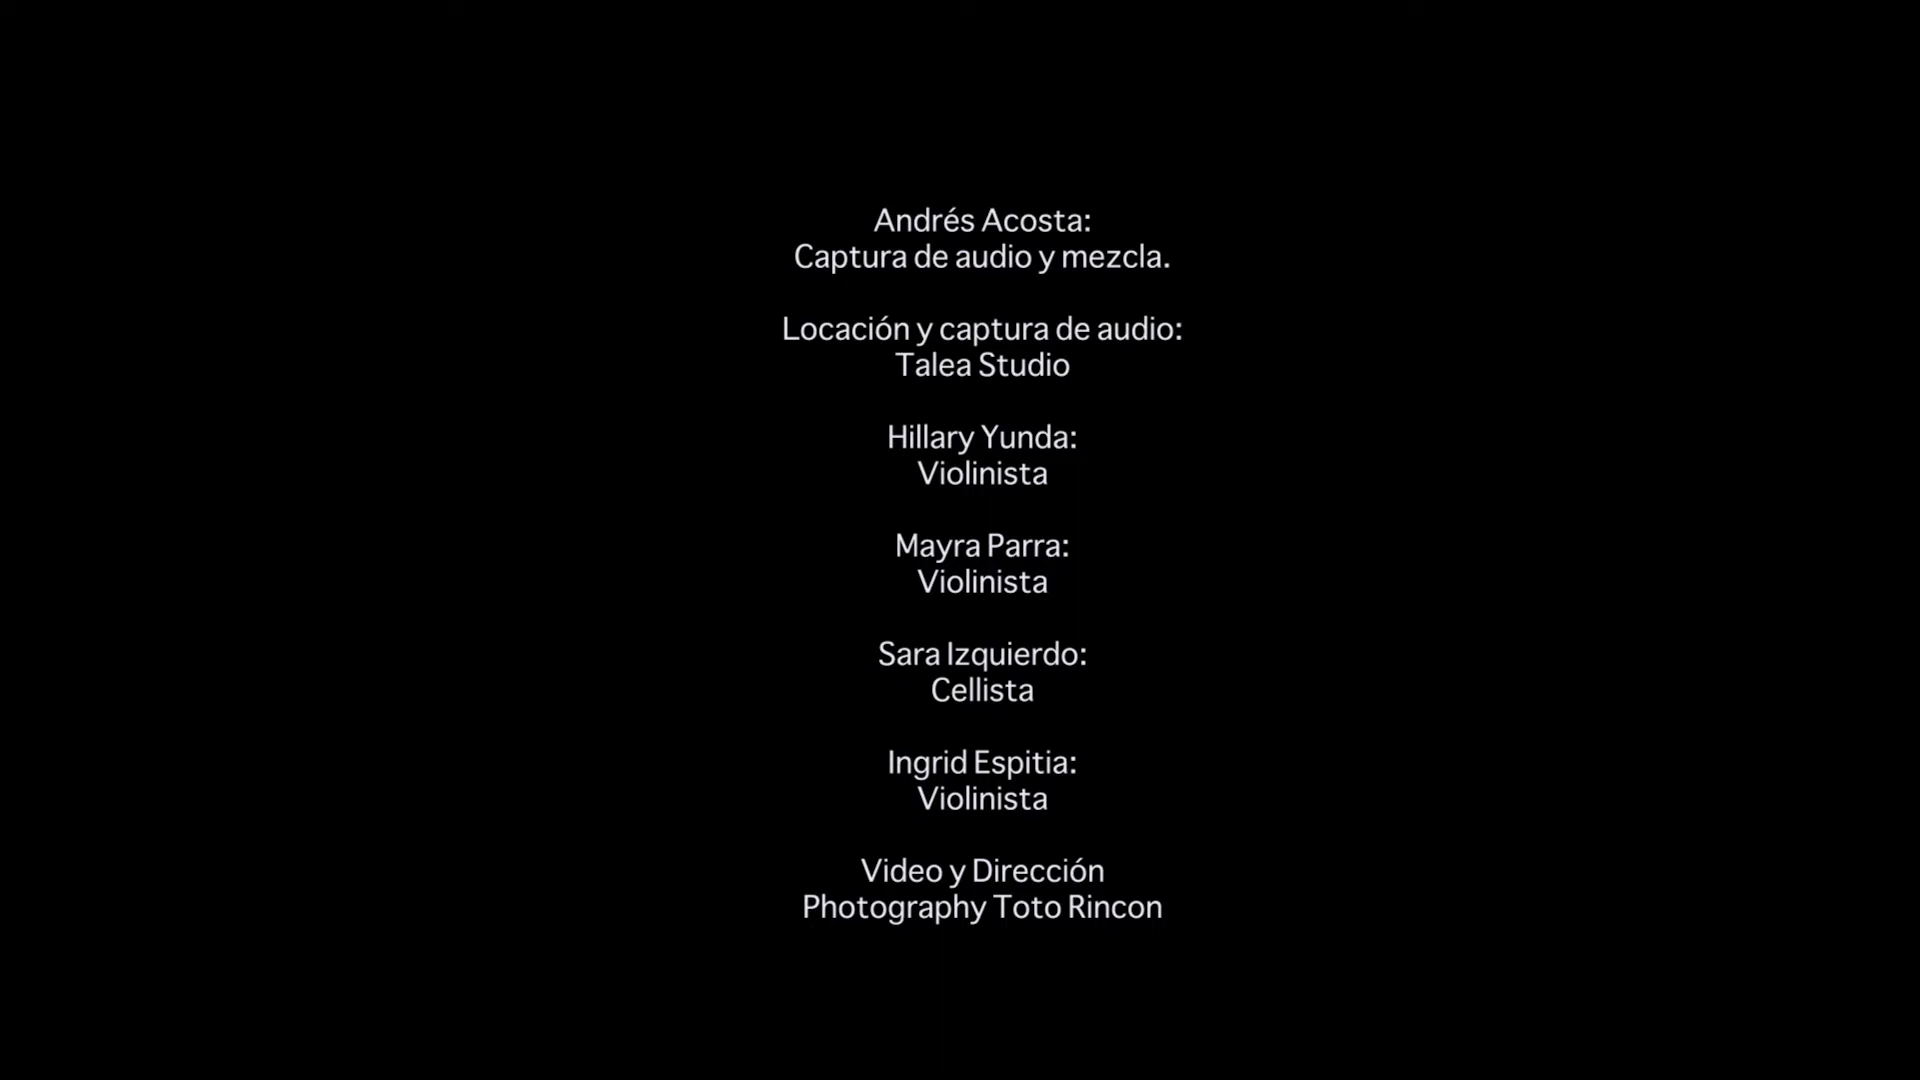 Andrés Acosta:
Captura de audio y mezcla.
Locación y captura de audio:
Talea Studio
Hillary Yunda:
Violinista
Mayra Parra:
Violinista
Sara Izquierdo:
Cellista
Ingrid Espitia:
Violinista
Video y Dirección
Photography Toto Rincon